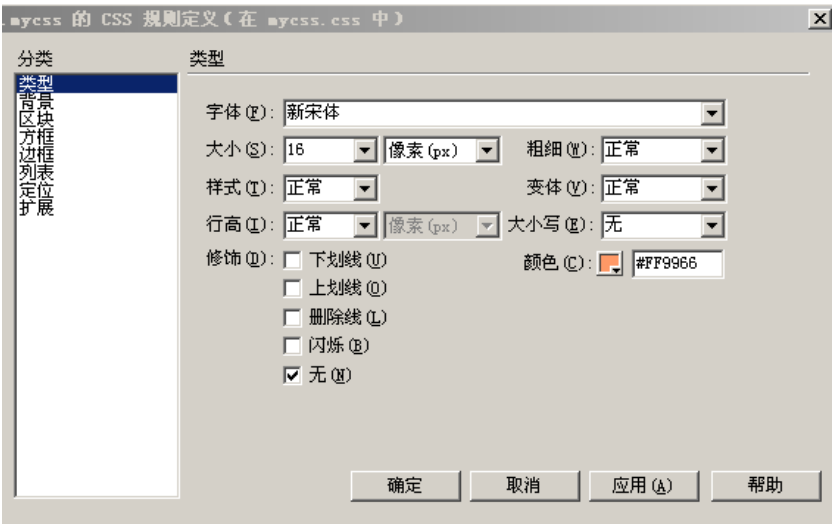 .mycss 的 CSS 规则定义(在 mycss.css 中)
分类
类型
背景
区块
方框
边框
列表
定位
扩展
类型
字体(F): 新宋体
大小(S): 16 像素(px) 粗细(W): 正常
样式(T): 正常 变体(V): 正常
行高(I): 正常 像素(px) 大小写(E): 无
修饰(D): 下划线(U) 颜色(C): #FF9966
上划线(O)
删除线(L)
闪烁(B)
无(N)
确定 取消 应用(A) 帮助